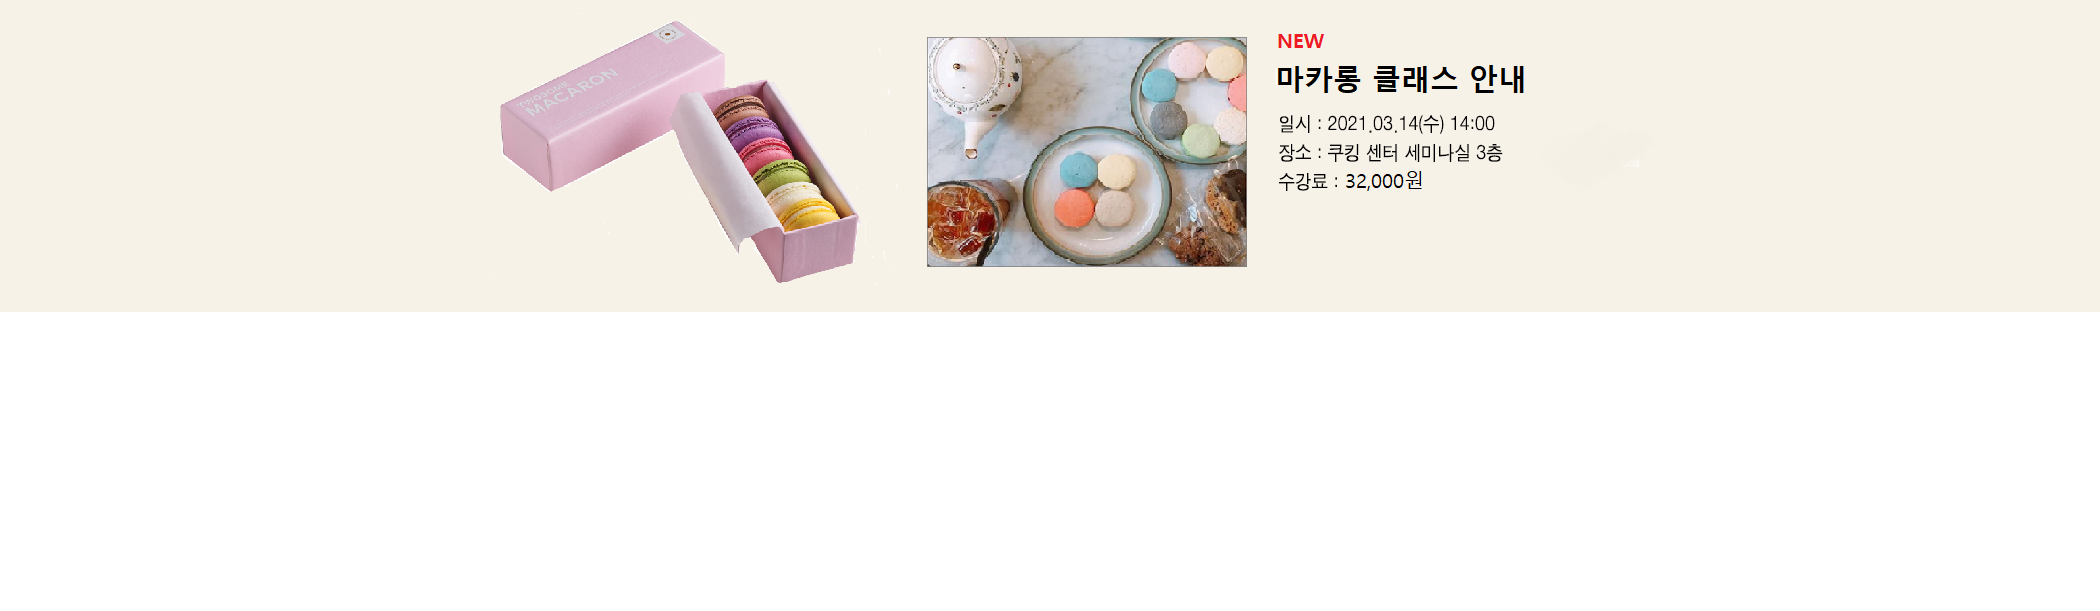 MACARON
NEW
마카롱 클래스 안내
일시 : 2021.03.14(수) 14:00
장소 : 쿠킹 센터 세미나실 3층
수강료 : 32,000원